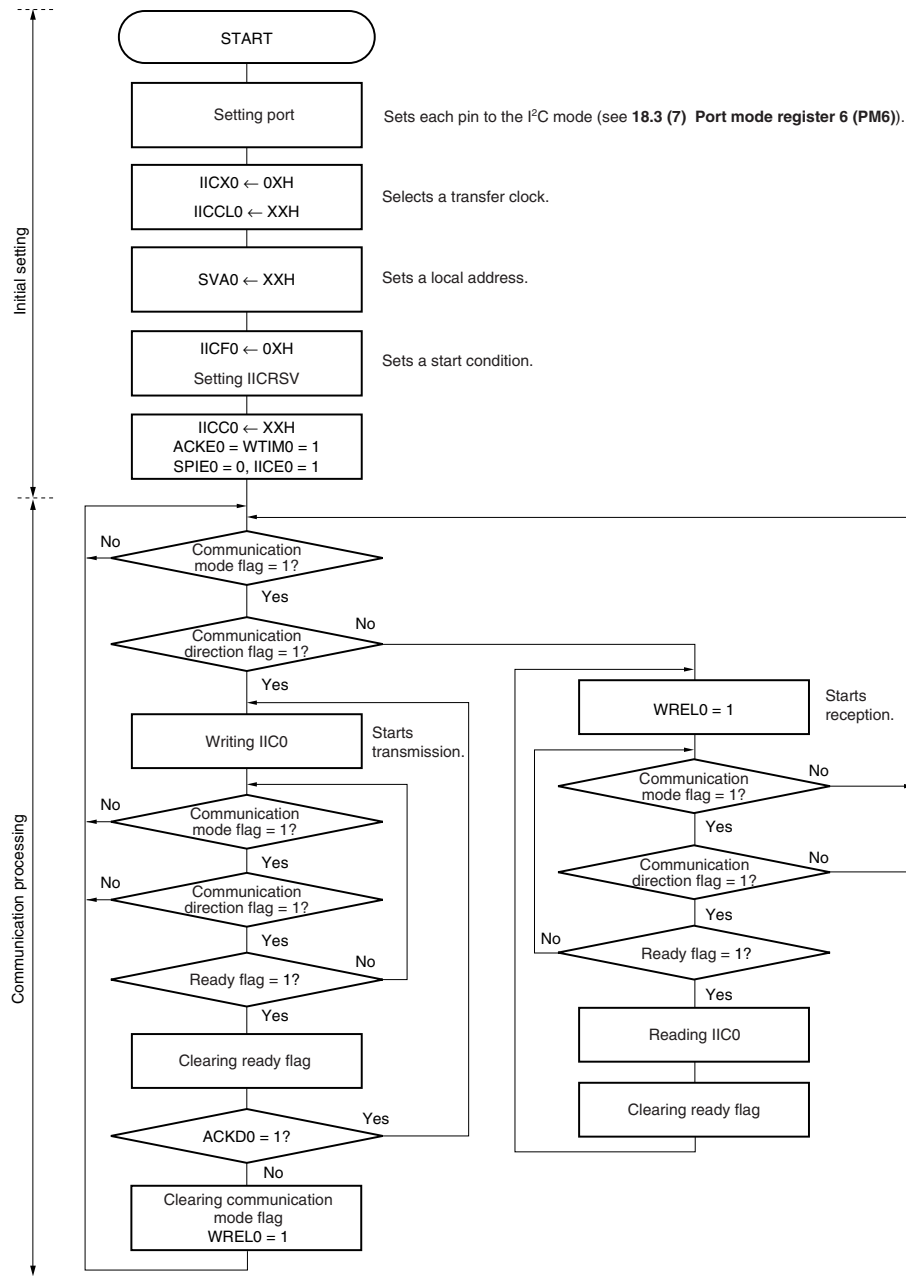 START
Setting port
Sets each pin to the I²C mode (see 18.3 (7) Port mode register 6 (PM6)).
IICX0 ← 0XH
IICCL0 ← XXH
Selects a transfer clock.
Initial setting
SVA0 ← XXH
Sets a local address.
IICF0 ← 0XH
Setting IICRSV
Sets a start condition.
IICC0 ← XXH
ACKE0 = WTIM0 = 1
SPIE0 = 0, IICE0 = 1
Communication processing
No
Communication
mode flag = 1?
Yes
Communication
direction flag = 1?
No
Yes
Writing IIC0
Starts
transmission.
No
Communication
mode flag = 1?
Yes
No
Communication
direction flag = 1?
Yes
Ready flag = 1?
No
Yes
Clearing ready flag
ACKD0 = 1?
Yes
No
Clearing communication
mode flag
WREL0 = 1
WREL0 = 1
Starts
reception.
Communication
mode flag = 1?
No
Yes
Communication
direction flag = 1?
No
Yes
No
Ready flag = 1?
Yes
Reading IIC0
Clearing ready flag